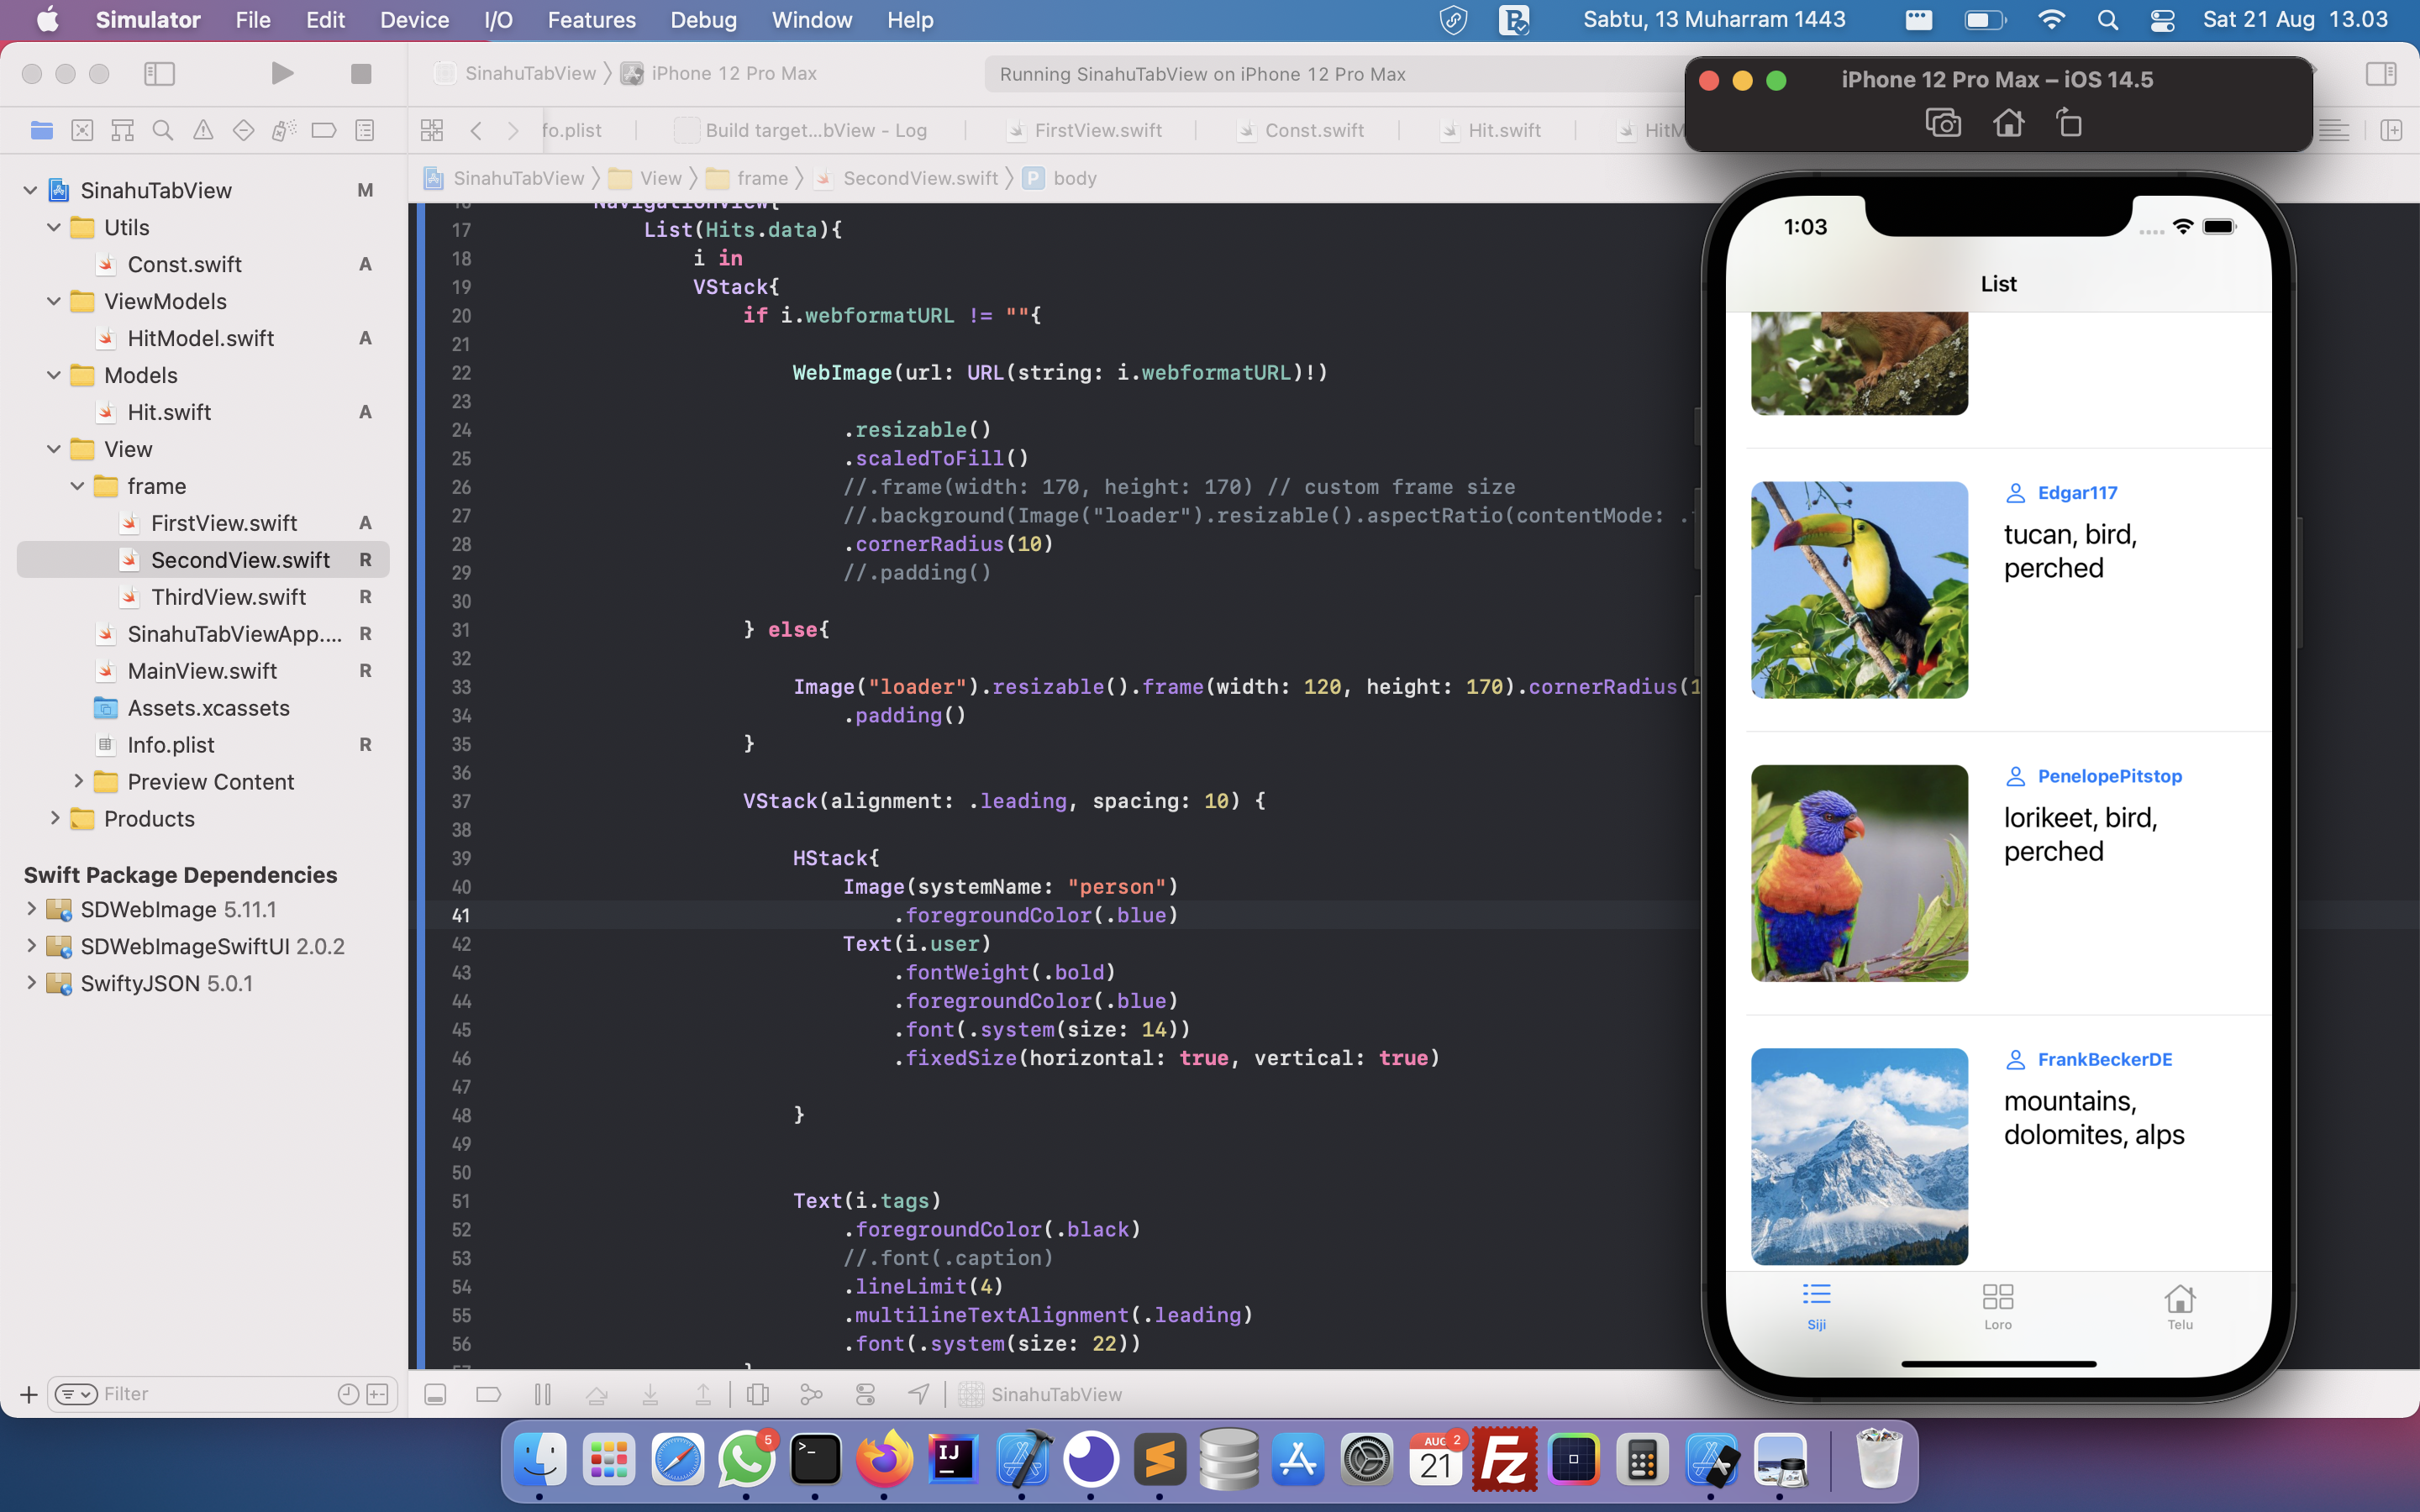 Simulator File Edit Device I/O Features Debug Window Help
Sabtu, 13 Muharram 1443
Sat 21 Aug 13.03
SinahuTabView
iPhone 12 Pro Max
Running SinahuTabView on iPhone 12 Pro Max
fo.plist
Build target...bView - Log
FirstView.swift
Const.swift
Hit.swift
HitM
SinahuTabView
View
frame
SecondView.swift
P
body
SinahuTabView M
Utils
Const.swift A
ViewModels
HitModel.swift A
Models
Hit.swift A
View
frame
FirstView.swift A
SecondView.swift R
ThirdView.swift R
SinahuTabViewApp.... R
MainView.swift R
Assets.xcassets
Info.plist R
Preview Content
Products
Swift Package Dependencies
SDWebImage 5.11.1
SDWebImageSwiftUI 2.0.2
SwiftyJSON 5.0.1
Filter
16 NavigationView{
17 List(Hits.data){
18 i in
19 VStack{
20 if i.webformatURL != ""{
21
22 WebImage(url: URL(string: i.webformatURL)!)
23
24 .resizable()
25 .scaledToFill()
26 //.frame(width: 170, height: 170) // custom frame size
27 //.background(Image("loader").resizable().aspectRatio(contentMode: .
28 .cornerRadius(10)
29 //.padding()
30
31 } else{
32
33 Image("loader").resizable().frame(width: 120, height: 170).cornerRadius(1
34 .padding()
35 }
36
37 VStack(alignment: .leading, spacing: 10) {
38
39 HStack{
40 Image(systemName: "person")
41 .foregroundColor(.blue)
42 Text(i.user)
43 .fontWeight(.bold)
44 .foregroundColor(.blue)
45 .font(.system(size: 14))
46 .fixedSize(horizontal: true, vertical: true)
47
48 }
49
50
51 Text(i.tags)
52 .foregroundColor(.black)
53 //.font(.caption)
54 .lineLimit(4)
55 .multilineTextAlignment(.leading)
56 .font(.system(size: 22))
57 }
SinahuTabView
iPhone 12 Pro Max – iOS 14.5
1:03
List
Edgar117
tucan, bird,
perched
PenelopePitstop
lorikeet, bird,
perched
FrankBeckerDE
mountains,
dolomites, alps
Siji
Loro
Telu
5
>_
IJ
AUG
2
21
Fz